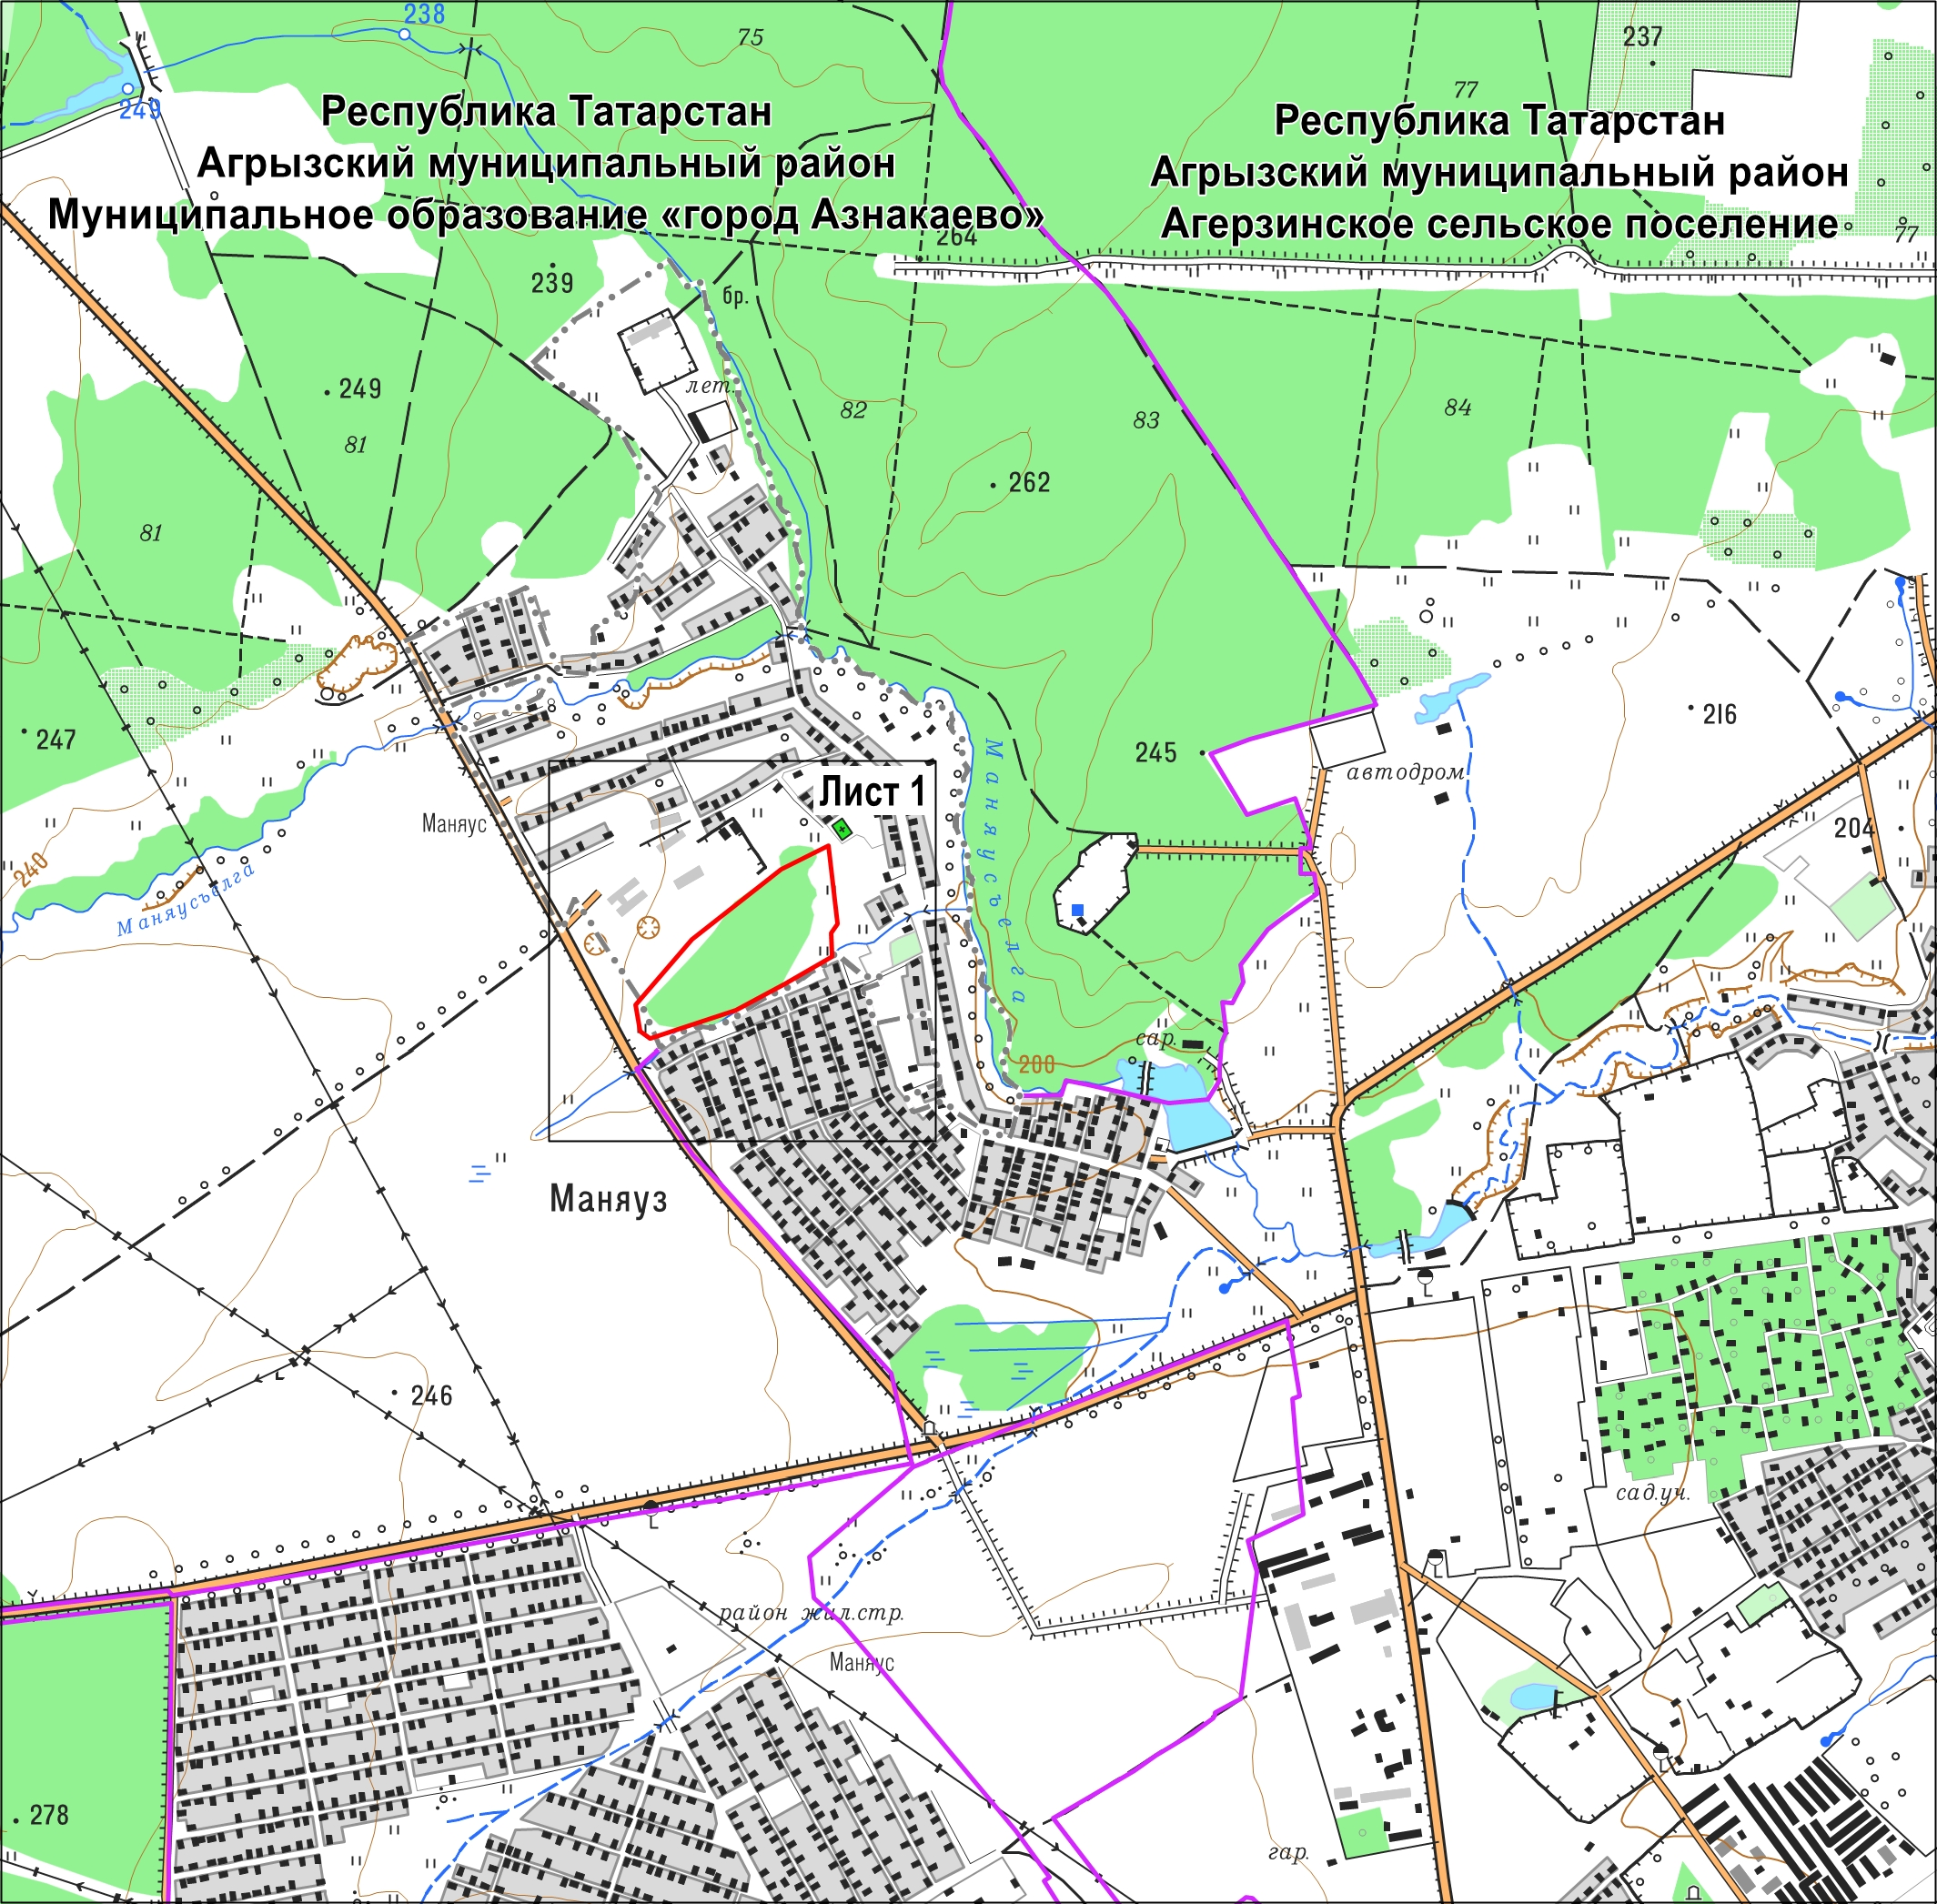 238
75
237
77
249
Республика Татарстан
Агрызский муниципальный район
Муниципальное образование «город Азнакаево»
Республика Татарстан
Агрызский муниципальный район
Агерзинское сельское поселение
264
77
239
бр.
249
лет.
82
83
84
81
262
81
247
216
245
автодром
Маняус
Лист 1
Маняусъелга
204
240
Маняусъелга
сар.
200
Маняуз
246
сад.уч.
район жил.стр.
Маняус
278
гар.